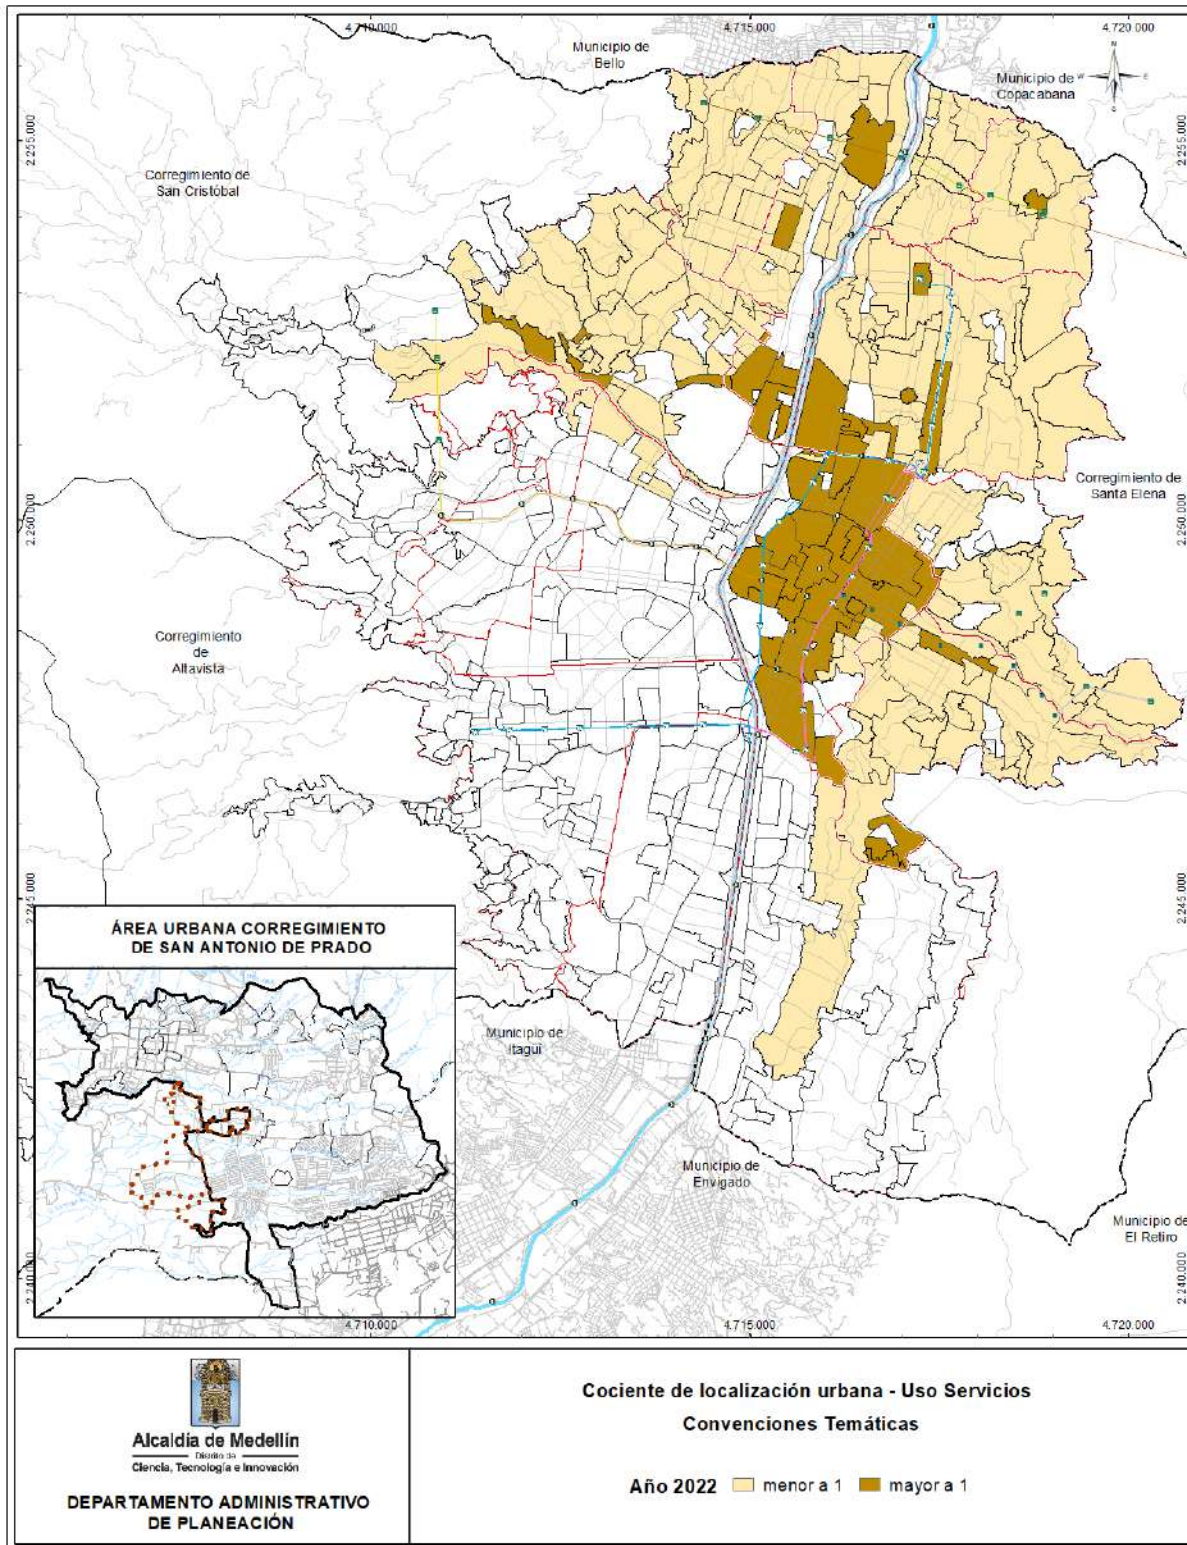 4.710.000
4.715.000
4.720.000
Municipio de
Bello
Municipio de
Copacabana
N
W
E
S
2.255.000
2.255.000
Corregimiento de
San Cristóbal
Corregimiento de
Santa Elena
2.250.000
2.250.000
Corregimiento
de
Altavista
2.245.000
2.245.000
ÁREA URBANA CORREGIMIENTO
DE SAN ANTONIO DE PRADO
Municipio de
Itagüí
Municipio de
Envigado
Municipio de
El Retiro
2.240.000
2.240.000
4.710.000
4.715.000
4.720.000
Alcaldía de Medellín
Distrito de
Ciencia, Tecnología e Innovación
DEPARTAMENTO ADMINISTRATIVO
DE PLANEACIÓN
Cociente de localización urbana - Uso Servicios
Convenciones Temáticas
Año 2022 menor a 1 mayor a 1